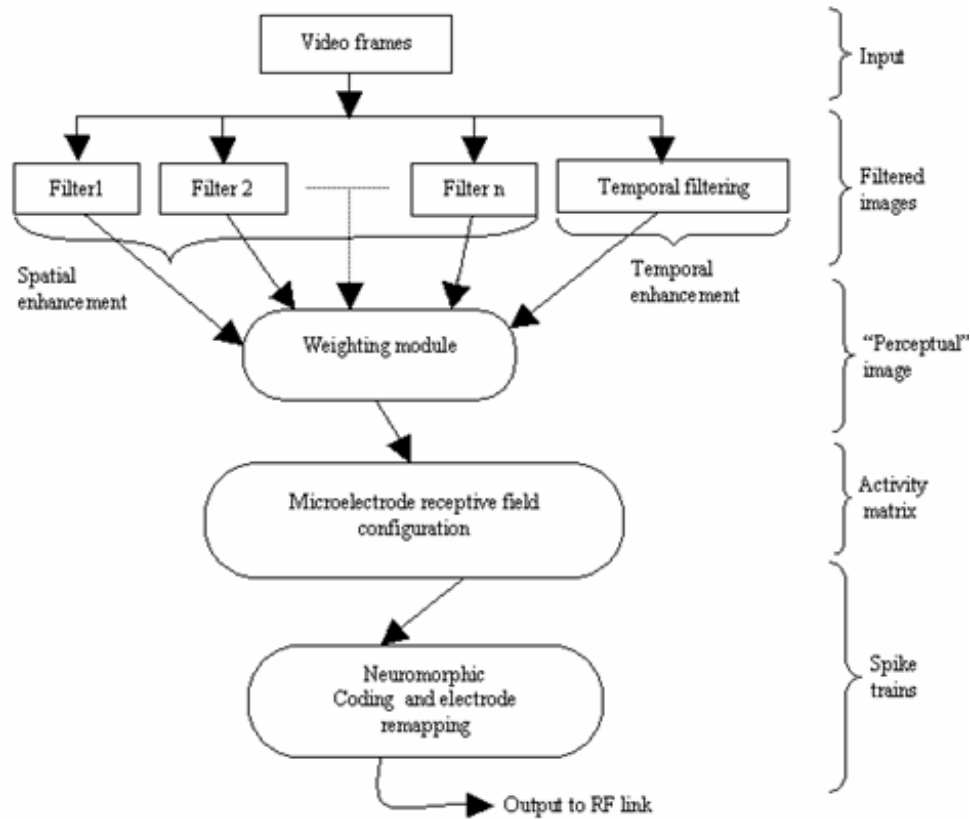 Video frames
Input
Filter1
Filter 2
Filter n
Temporal filtering
Filtered
images
Spatial
enhancement
Temporal
enhancement
Weighting module
“Perceptual”
image
Microelectrode receptive field
configuration
Activity
matrix
Neuromorphic
Coding and electrode
remapping
Spike
trains
Output to RF link